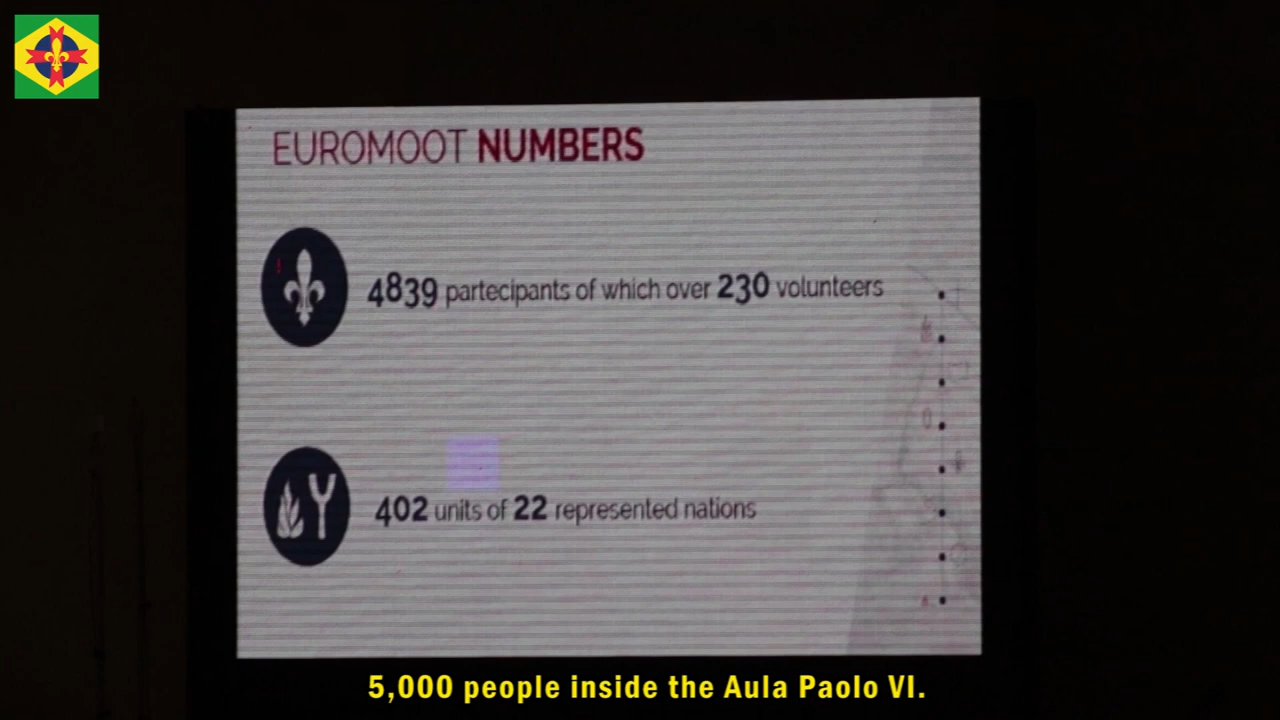 EUROMOOT NUMBERS
4839 partecipants of which over 230 volunteers
402 units of 22 represented nations
5,000 people inside the Aula Paolo VI.